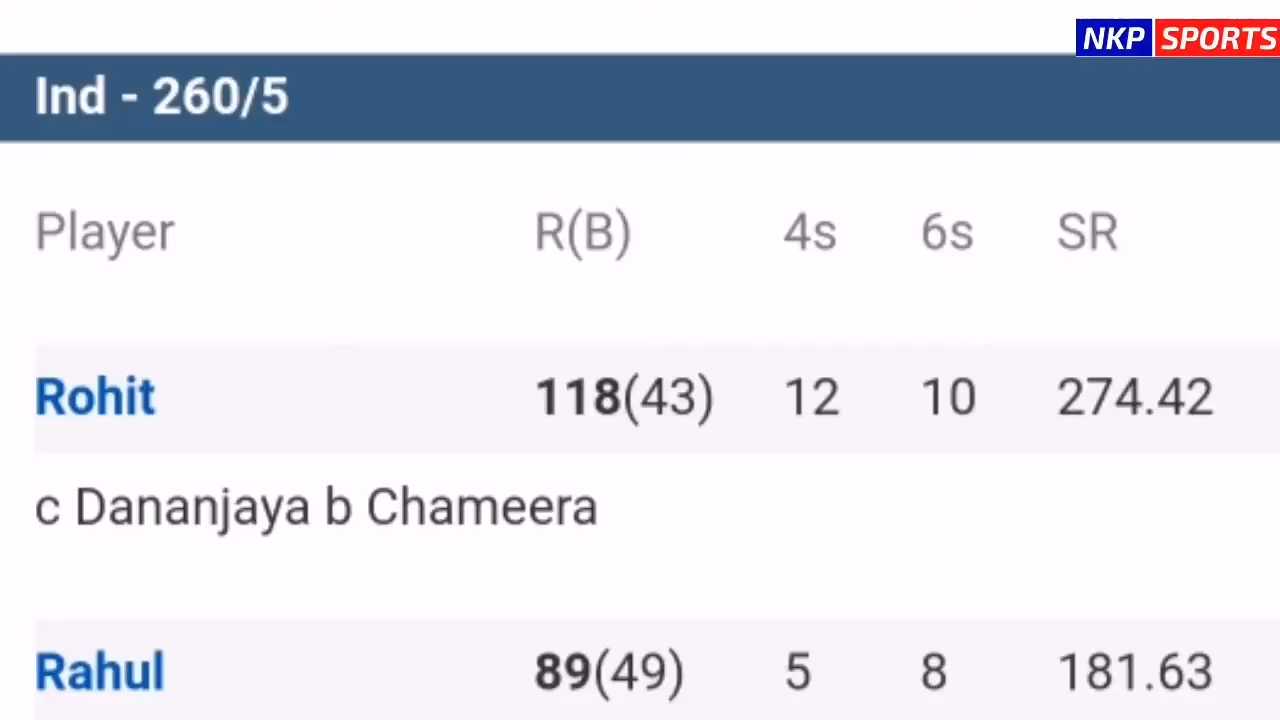 NKP SPORTS
Ind - 260/5
Player R(B) 4s 6s SR
Rohit 118(43) 12 10 274.42
c Dananjaya b Chameera
Rahul 89(49) 5 8 181.63